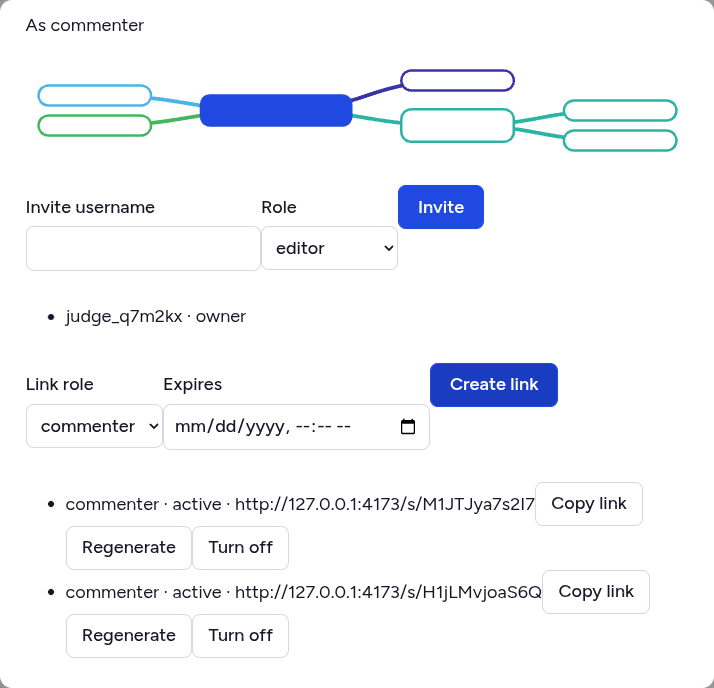 As commenter
Invite username
Role
Invite
editor
judge_q7m2kx · owner
Link role
Expires
Create link
commenter
mm/dd/yyyy, --:-- --
commenter · active · http://127.0.0.1:4173/s/M1JTJya7s2I7
Copy link
Regenerate
Turn off
commenter · active · http://127.0.0.1:4173/s/H1jLMvjoaS6Q
Copy link
Regenerate
Turn off